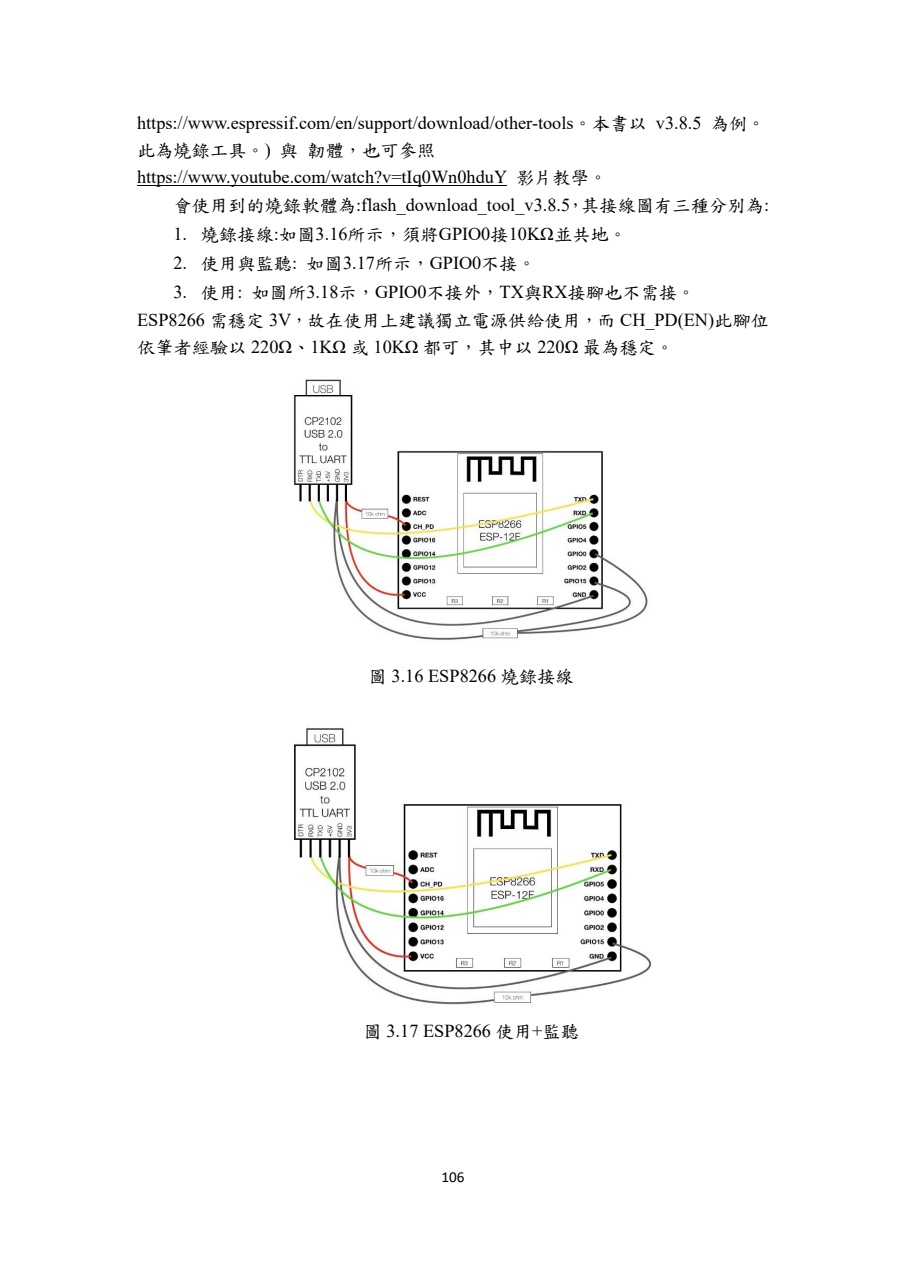 https://www.espressif.com/en/support/download/other-tools。本書以 v3.8.5 為例。
此為燒錄工具。) 與 韌體，也可參照
https://www.youtube.com/watch?v=tIq0Wn0hduY 影片教學。
會使用到的燒錄軟體為:flash_download_tool_v3.8.5，其接線圖有三種分別為:
1. 燒錄接線:如圖3.16所示，須將GPIO0接10KΩ並共地。
2. 使用與監聽: 如圖3.17所示，GPIO0不接。
3. 使用: 如圖所3.18示，GPIO0不接外，TX與RX接腳也不需接。
ESP8266 需穩定 3V，故在使用上建議獨立電源供給使用，而 CH_PD(EN)此腳位
依筆者經驗以 220Ω、1KΩ 或 10KΩ 都可，其中以 220Ω 最為穩定。
USB
CP2102
USB 2.0
to
TTL UART
DTR
RXD
TXD
+5V
GND
3V3
10k ohm
REST
ADC
CH_PD
GPIO16
GPIO14
GPIO12
GPIO13
VCC
ESP8266
ESP-12F
TXD
RXD
GPIO5
GPIO4
GPIO0
GPIO2
GPIO15
GND
R3
R2
R1
10k ohm
圖 3.16 ESP8266 燒錄接線
USB
CP2102
USB 2.0
to
TTL UART
DTR
RXD
TXD
+5V
GND
3V3
10k ohm
REST
ADC
CH_PD
GPIO16
GPIO14
GPIO12
GPIO13
VCC
ESP8266
ESP-12F
TXD
RXD
GPIO5
GPIO4
GPIO0
GPIO2
GPIO15
GND
R3
R2
R1
10k ohm
圖 3.17 ESP8266 使用+監聽
106